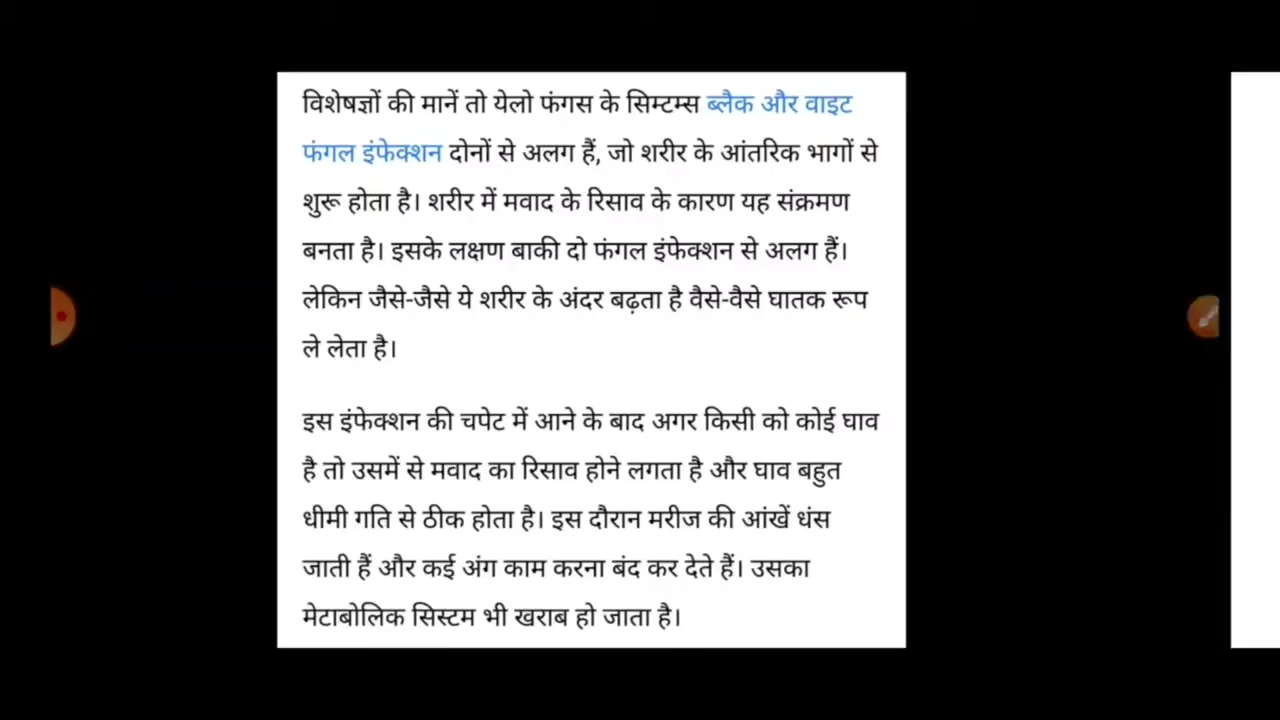 विशेषज्ञों की मानें तो येलो फंगस के सिम्टम्स ब्लैक और वाइट
फंगल इंफेक्शन दोनों से अलग हैं, जो शरीर के आंतरिक भागों से
शुरू होता है। शरीर में मवाद के रिसाव के कारण यह संक्रमण
बनता है। इसके लक्षण बाकी दो फंगल इंफेक्शन से अलग हैं।
लेकिन जैसे-जैसे ये शरीर के अंदर बढ़ता है वैसे-वैसे घातक रूप
ले लेता है।
इस इंफेक्शन की चपेट में आने के बाद अगर किसी को कोई घाव
है तो उसमें से मवाद का रिसाव होने लगता है और घाव बहुत
धीमी गति से ठीक होता है। इस दौरान मरीज की आंखें धंस
जाती हैं और कई अंग काम करना बंद कर देते हैं। उसका
मेटाबोलिक सिस्टम भी खराब हो जाता है।